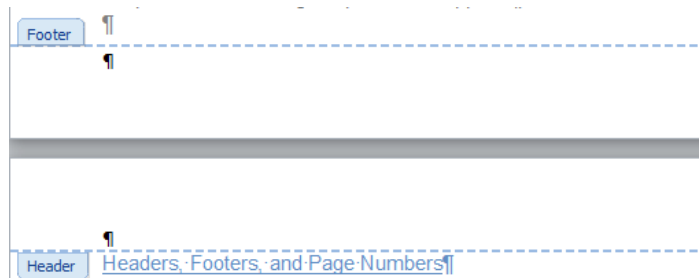 Footer ¶
¶
¶
Header Headers, Footers, and Page Numbers¶